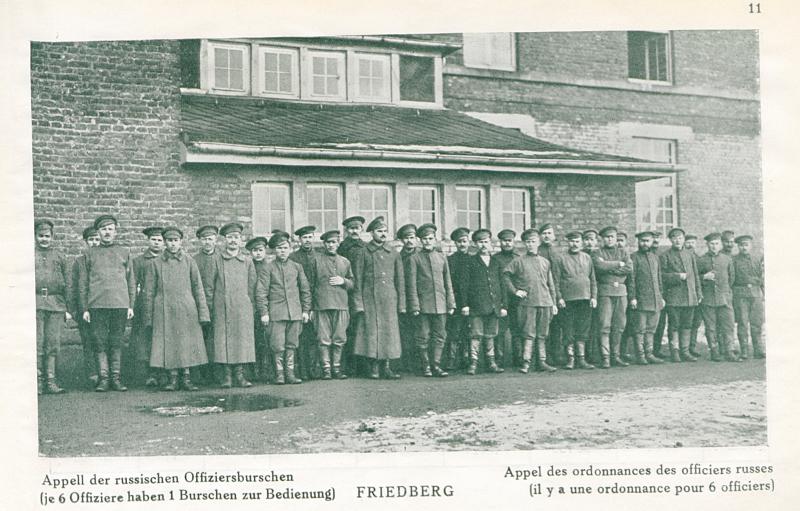 11
Appell der russischen Offiziersburschen
(je 6 Offiziere haben 1 Burschen zur Bedienung)
FRIEDBERG
Appel des ordonnances des officiers russes
(il y a une ordonnance pour 6 officiers)